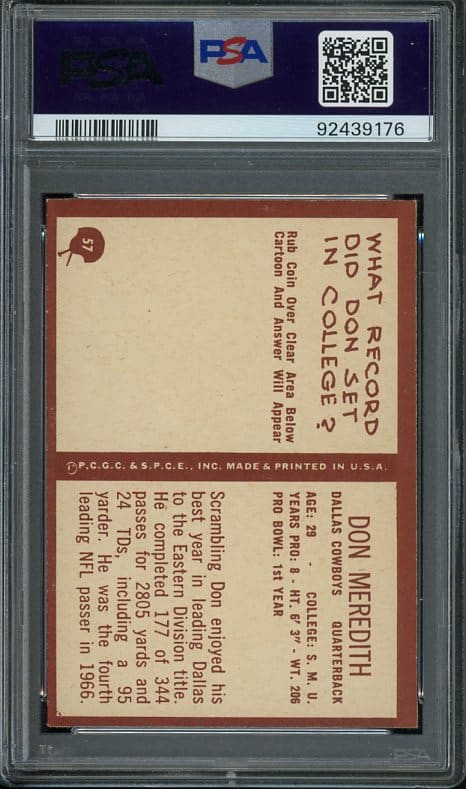 PSA
PSA
92439176
57
WHAT RECORD
DID DON SET
IN COLLEGE?
Rub Coin Over Clear Area Below
Cartoon And Answer Will Appear
©P.C.G.C. & S.P.C.E., INC. MADE & PRINTED IN U.S.A.
DON MEREDITH
DALLAS COWBOYS QUARTERBACK
AGE: 29 - COLLEGE: S. M. U.
YEARS PRO: 8 - HT. 6' 3" - WT. 206
PRO BOWL: 1st YEAR
Scrambling Don enjoyed his
best year in leading Dallas
to the Eastern Division title.
He completed 177 of 344
passes for 2805 yards and
24 TDs, including a 95
yarder. He was the fourth
leading NFL passer in 1966.
PSA